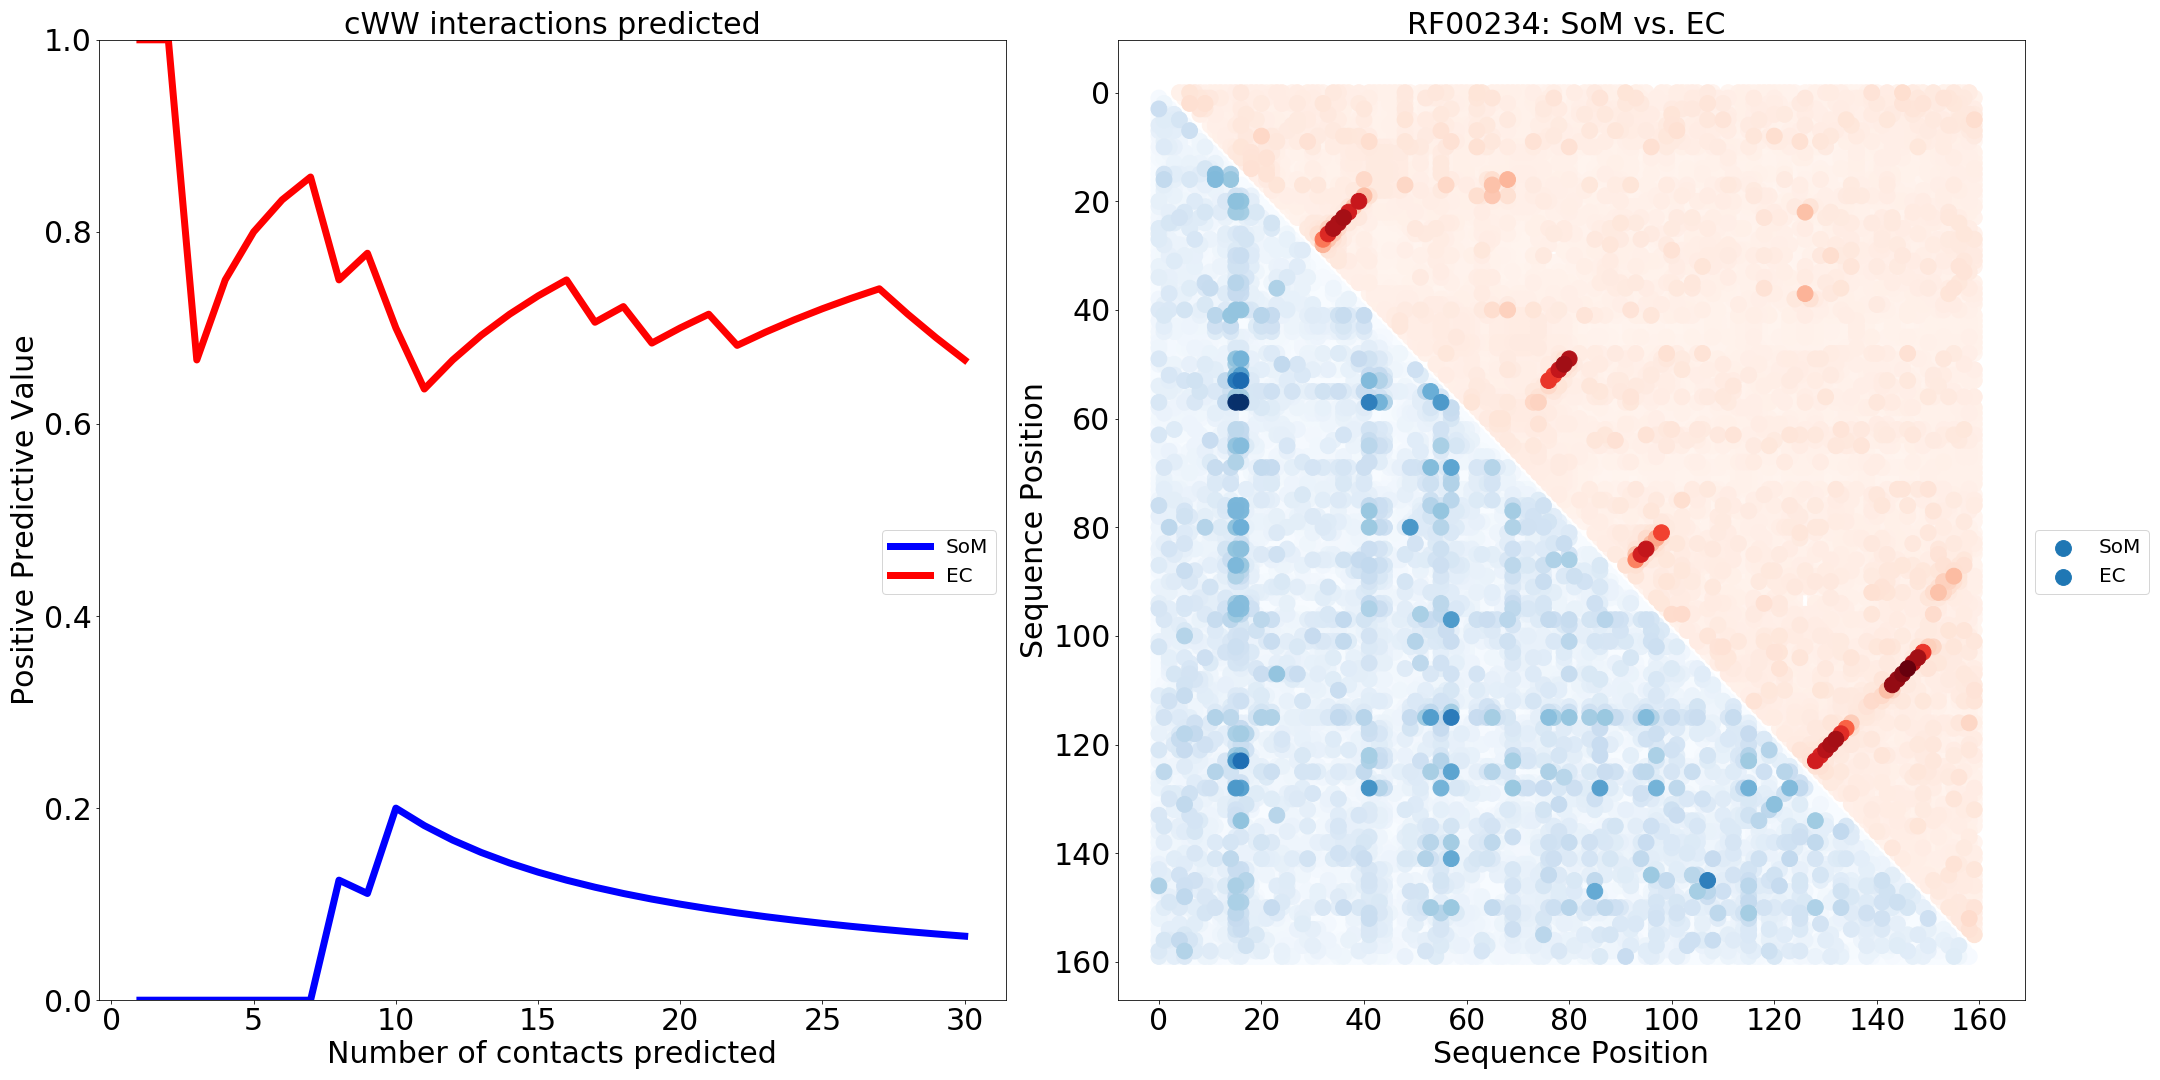 cWW interactions predicted
Positive Predictive Value
1.0
0.8
0.6
0.4
0.2
0.0
0 5 10 15 20 25 30
Number of contacts predicted
SoM
EC
RF00234: SoM vs. EC
Sequence Position
0
20
40
60
80
100
120
140
160
0 20 40 60 80 100 120 140 160
Sequence Position
SoM
EC